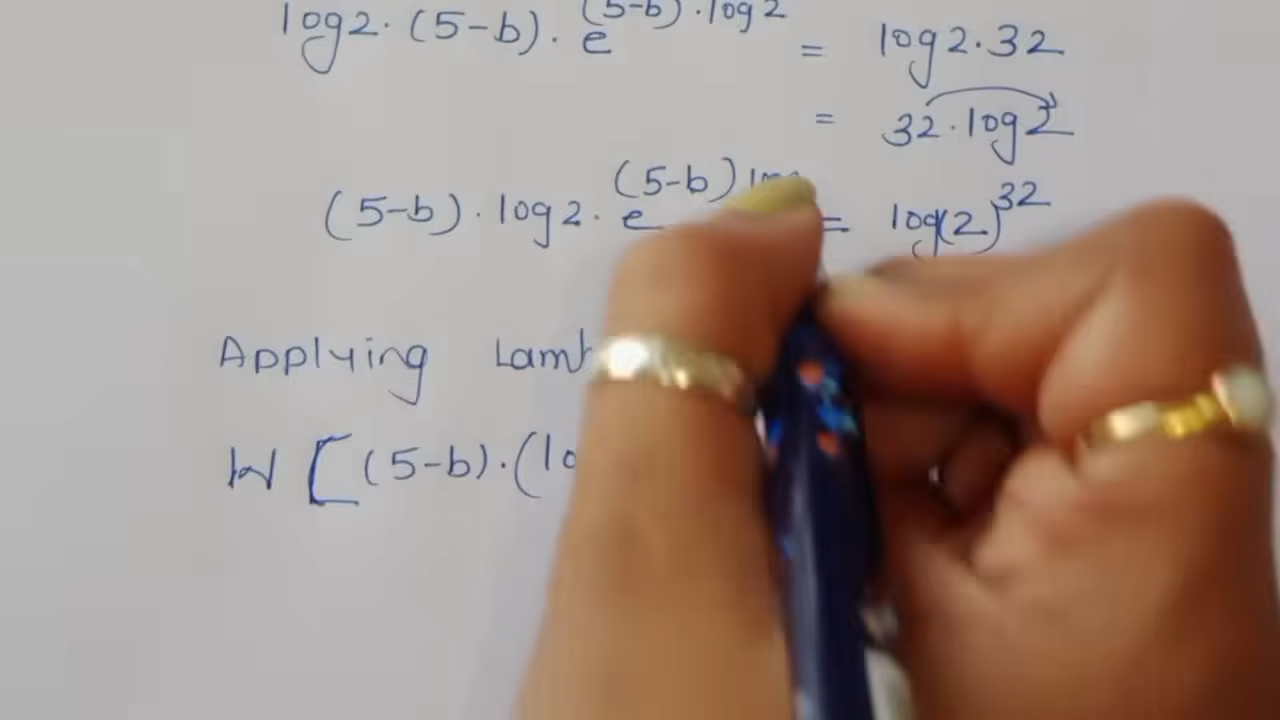 log2·(5-b)·e^(5-b)·log2 = log2·32
= 32·log2
(5-b)·log2·e^(5-b) = log(2)^32
Applying
W [(5-b)·(